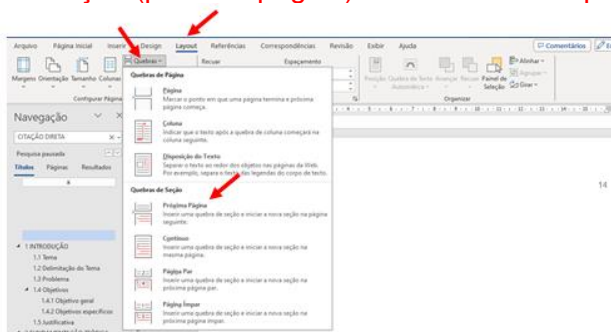 Arquivo Página Inicial Inserir Design Layout Referências Correspondências Revisão Exibir Ajuda Comentários
Margens Orientação Tamanho Colunas
Quebras
Recuar Espaçamento
Posição Quebra de Texto Automática Avançar Recuar Painel de Seleção
Alinhar
Agrupar
Girar
Configurar Página
Organizar
Navegação
CITAÇÃO DIRETA
Pesquisa pausada
Títulos Páginas Resultados
1 INTRODUÇÃO
1.1 Tema
1.2 Delimitação do Tema
1.3 Problema
1.4 Objetivos
1.4.1 Objetivo geral
1.4.2 Objetivos específicos
1.5 Justificativa
Quebras de Página
Página
Marcar o ponto em que uma página termina e próxima
página começa.
Coluna
Indicar que o texto após a quebra de coluna começará na
coluna seguinte.
Disposição do Texto
Separe o texto ao redor dos objetos nas páginas da Web.
Por exemplo, separe o texto das legendas do corpo de texto.
Quebras de Seção
Próxima Página
Inserir uma quebra de seção e iniciar a nova seção na página
seguinte.
Contínuo
Inserir uma quebra de seção e iniciar a nova seção na
mesma página.
Página Par
Inserir uma quebra de seção e iniciar a nova seção na
próxima página par.
Página Ímpar
Inserir uma quebra de seção e iniciar a nova seção na
próxima página ímpar.
14